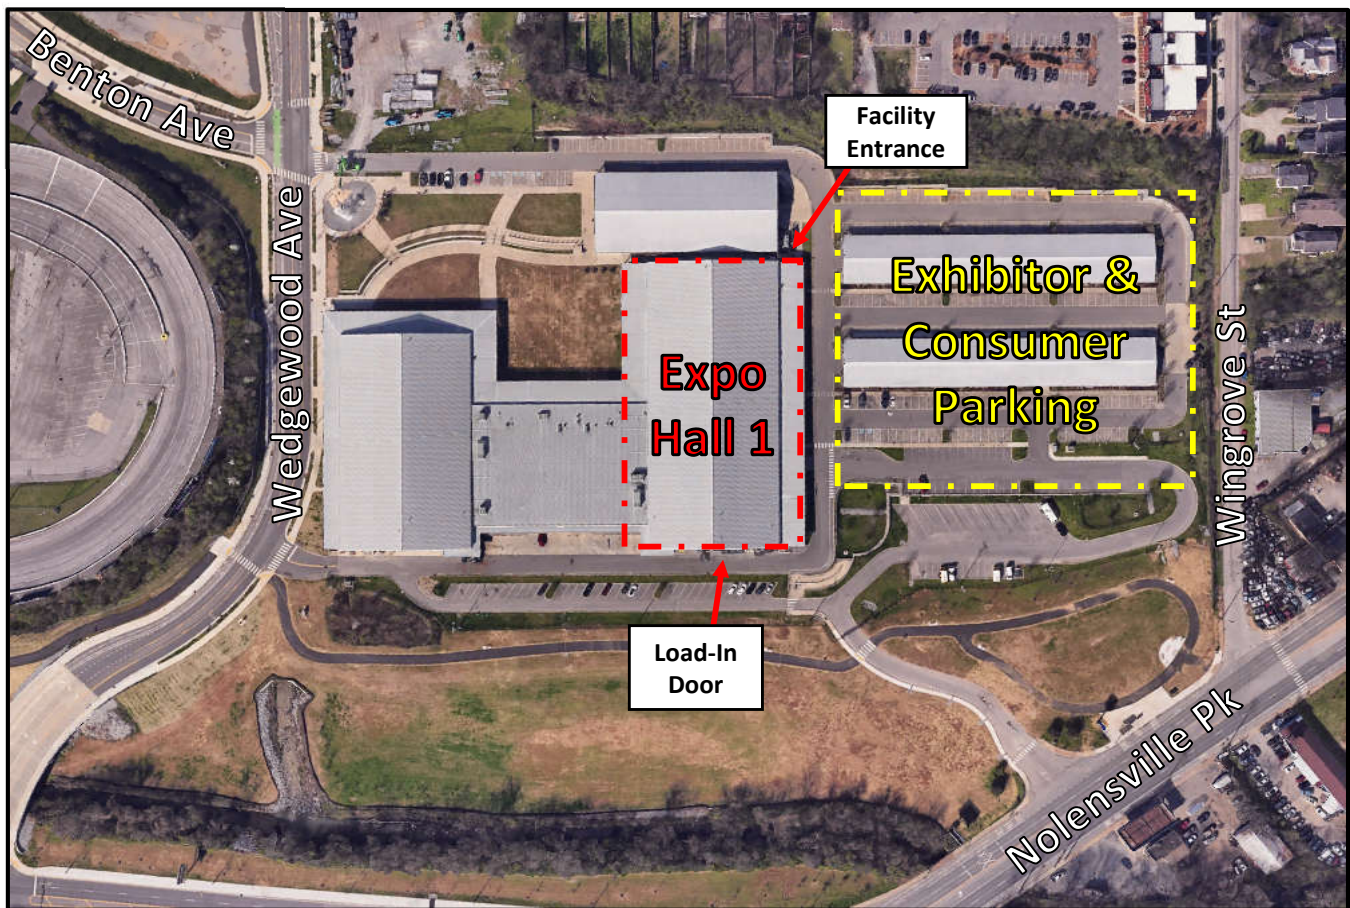 Benton Ave
Facility
Entrance
Wedgewood Ave
Exhibitor &
Consumer
Parking
Expo
Hall 1
Wingrove St
Load-In
Door
Nolensville Pk